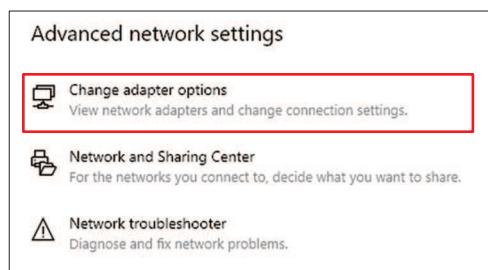 Advanced network settings
Change adapter options
View network adapters and change connection settings.
Network and Sharing Center
For the networks you connect to, decide what you want to share.
Network troubleshooter
Diagnose and fix network problems.